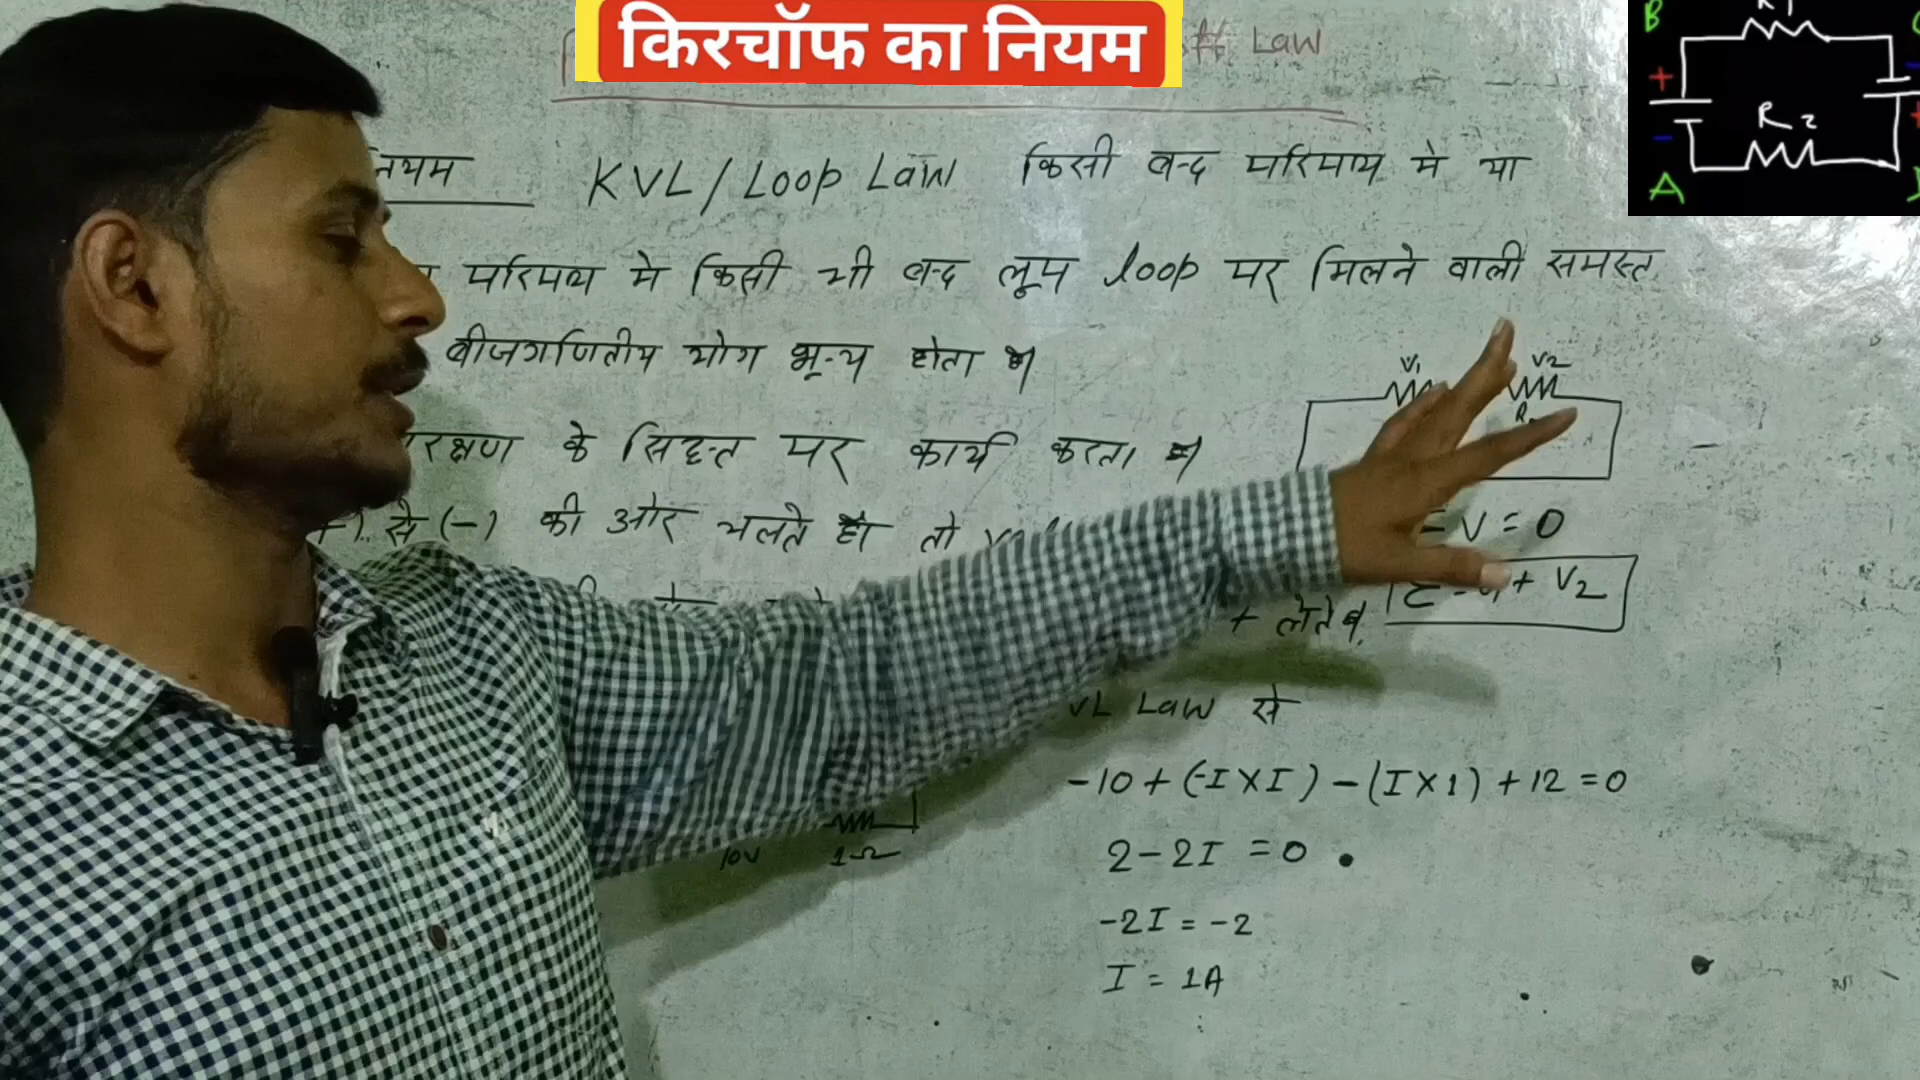 किरचॉफ का नियम
Law
नियम KVL / Loop Law किसी बन्द परिपाथ मे या
परिपथ मे किसी भी बन्द लूप loop पर मिलने वाली समस्त
बीजगणितीय योग शून्य होता है
रक्षण के सिद्दत पर कार्य करता है
से (-) की ओर चलते है तो
+ लेते है
V1 V2
= V = 0
+ V2
VL Law से
-10 + (-I X I) - (I X 1) + 12 = 0
2 - 2I = 0
-2I = -2
I = 1A
10V 1Ω
B R1
+ -
R2
- +
A